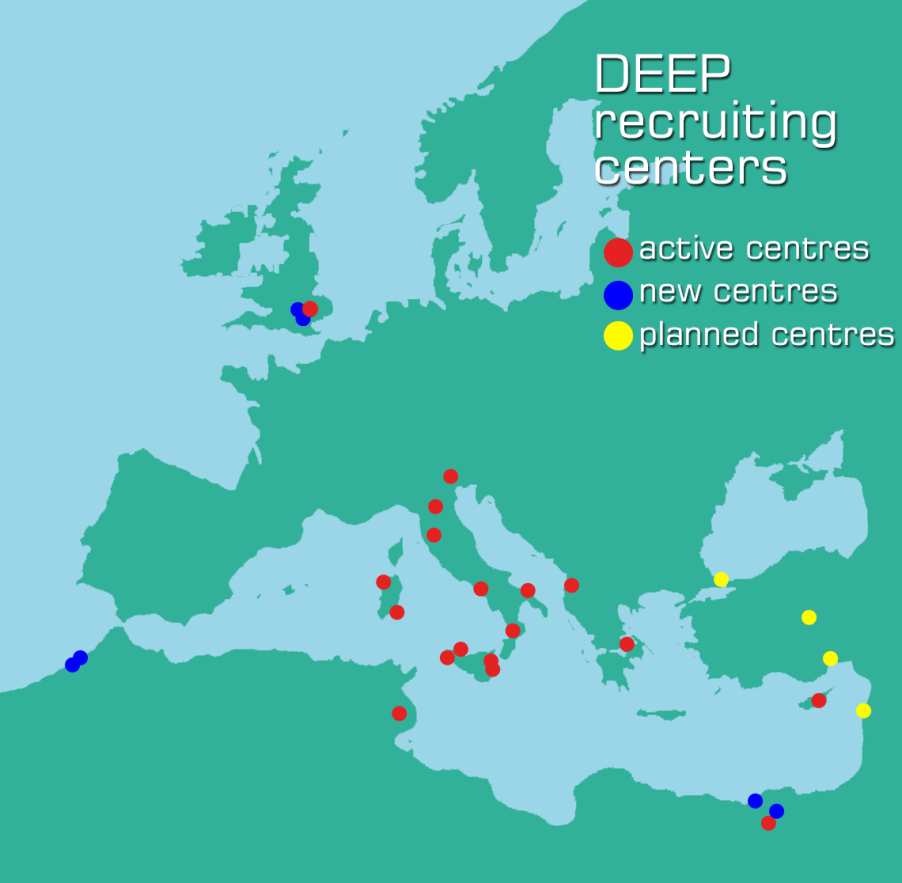 DEEP
recruiting
centers
active centres
new centres
planned centres